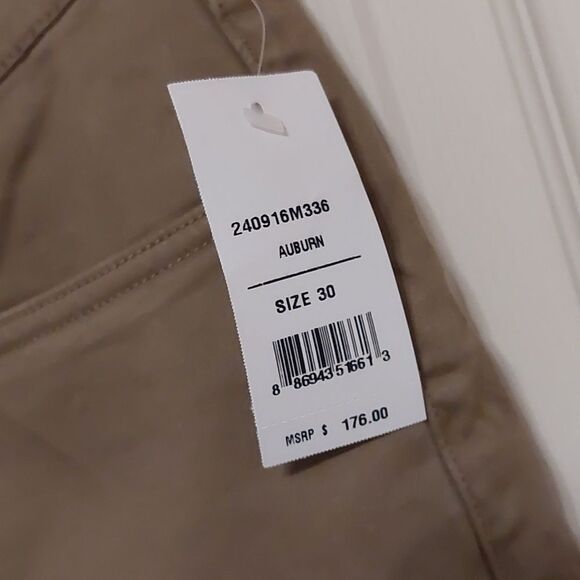 240916M336
AUBURN
SIZE 30
8 86943 51661 3
MSRP $ 176.00